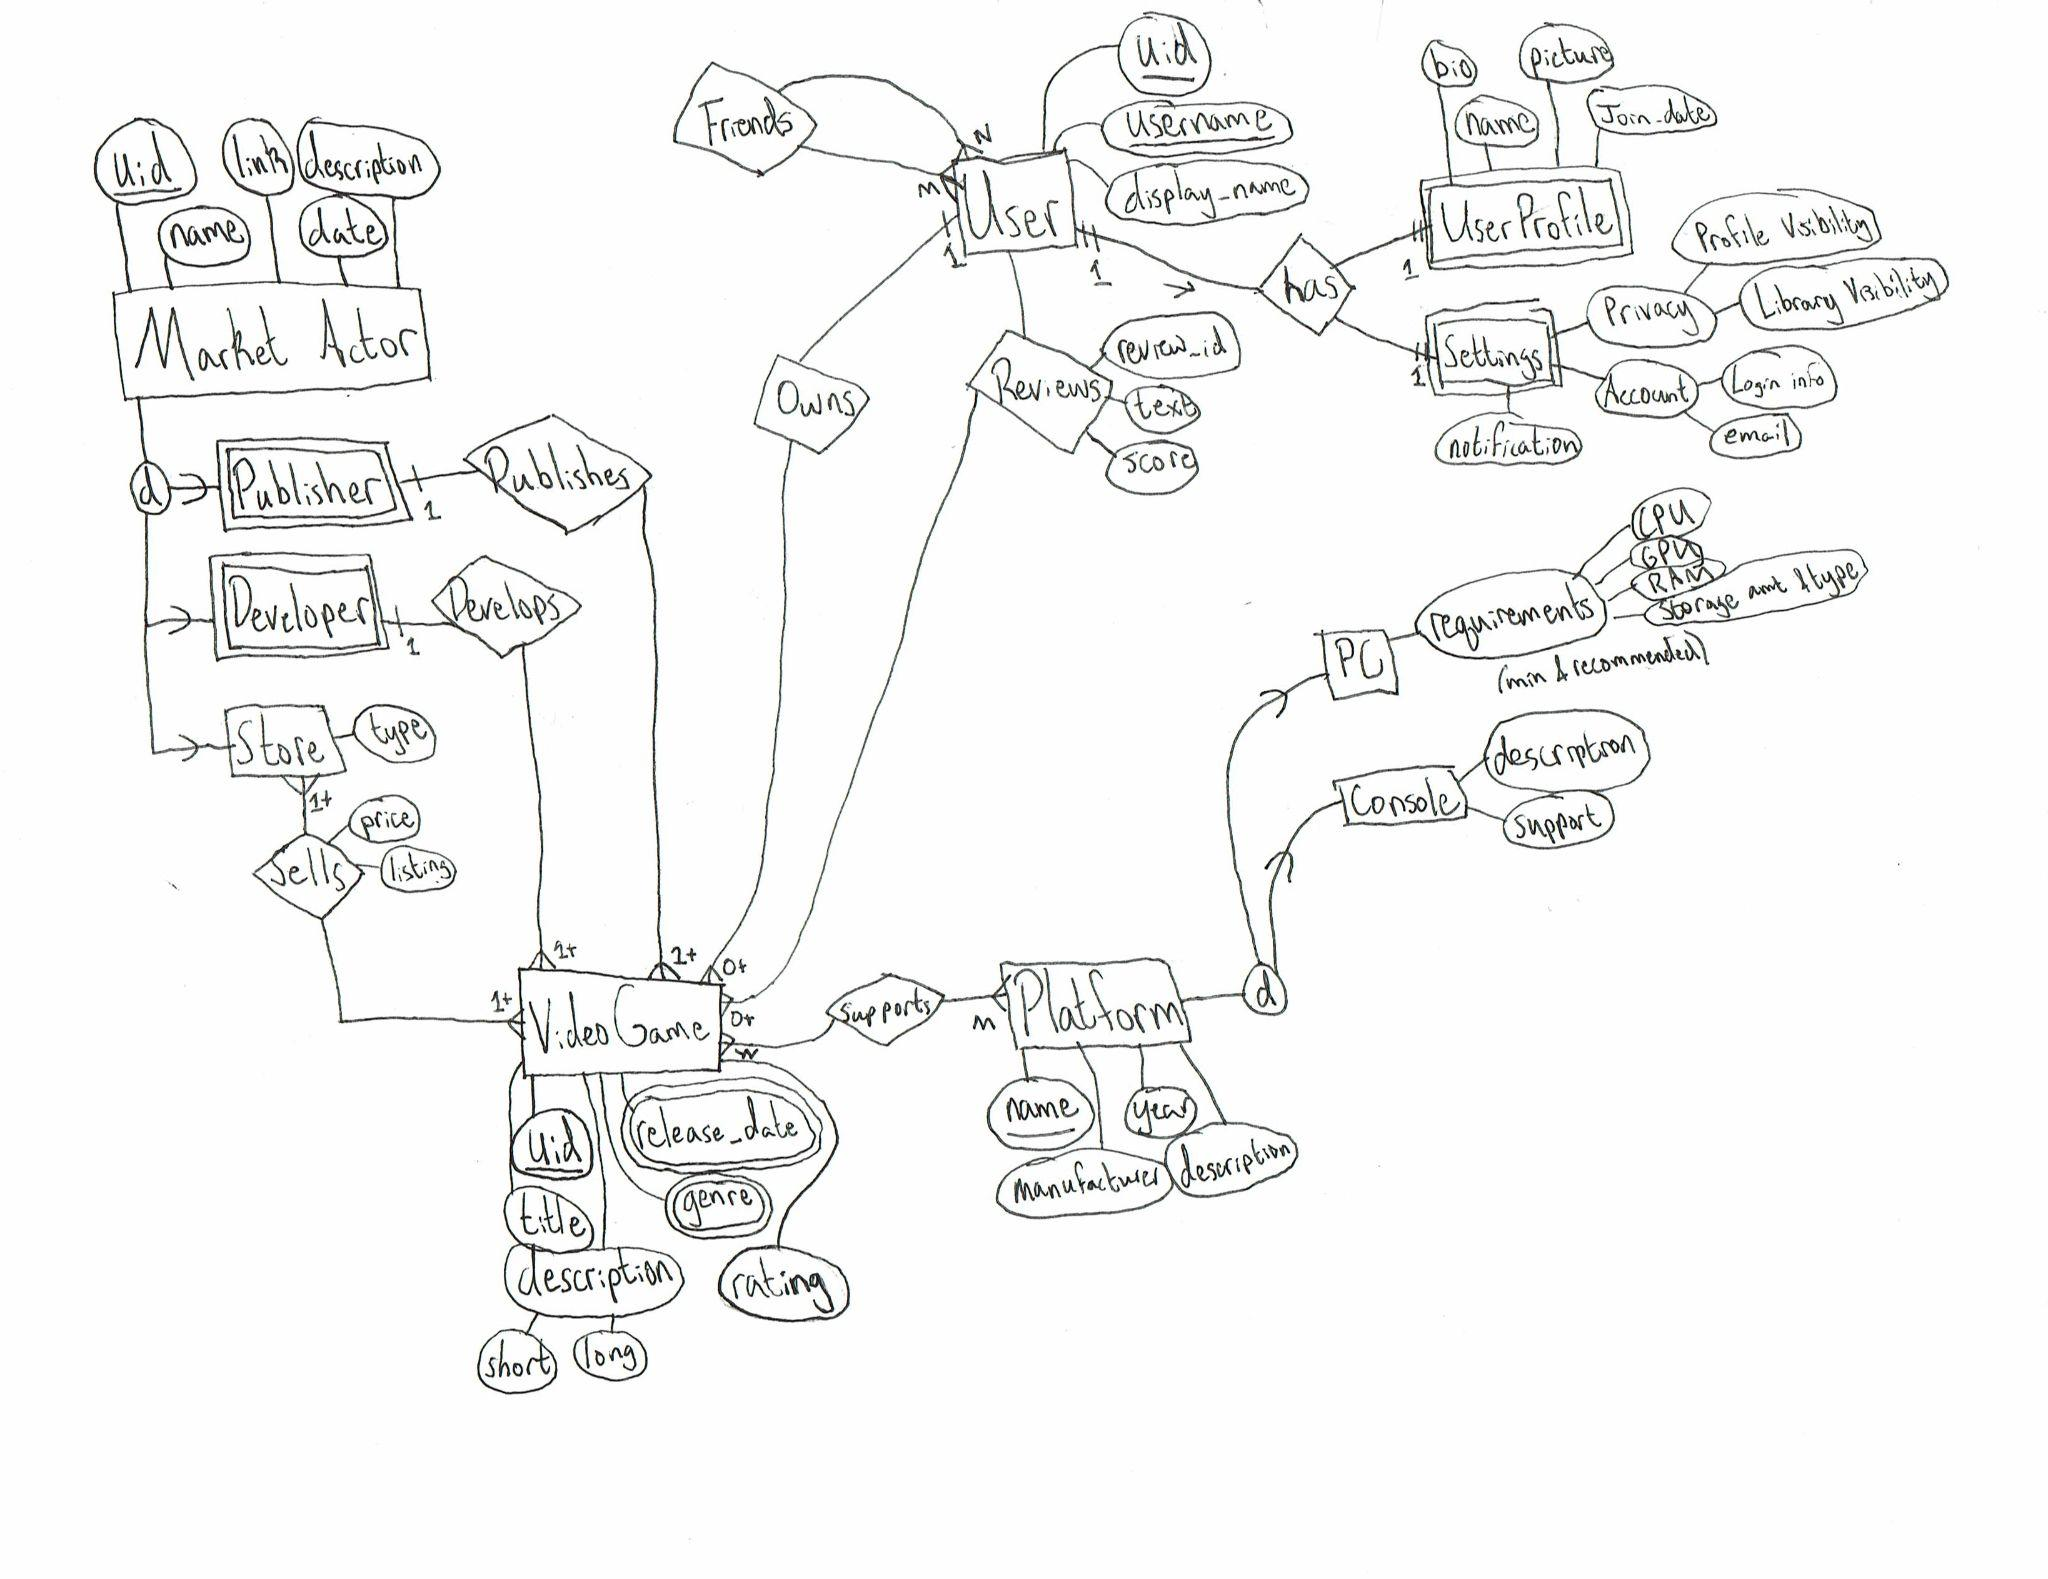 uid
link
description
name
date
Market Actor
d
Publisher
1
Publishes
Developer
1
Develops
Store
type
1+
price
Sells
listing
Friends
N
M
User
uid
username
display_name
1
1
Owns
Reviews
review_id
text
score
has
bio
picture
name
Join_date
UserProfile
1
Settings
1
Privacy
Profile Visibility
Library Visibility
Account
Login info
email
notification
CPU
GPU
RAM
Storage amt & type
requirements
(min & recommended)
PC
Console
description
support
d
Platform
M
name
year
manufacturer
description
supports
1+
1+
0+
1+
0+
N
Video Game
uid
title
description
short
long
release_date
genre
rating